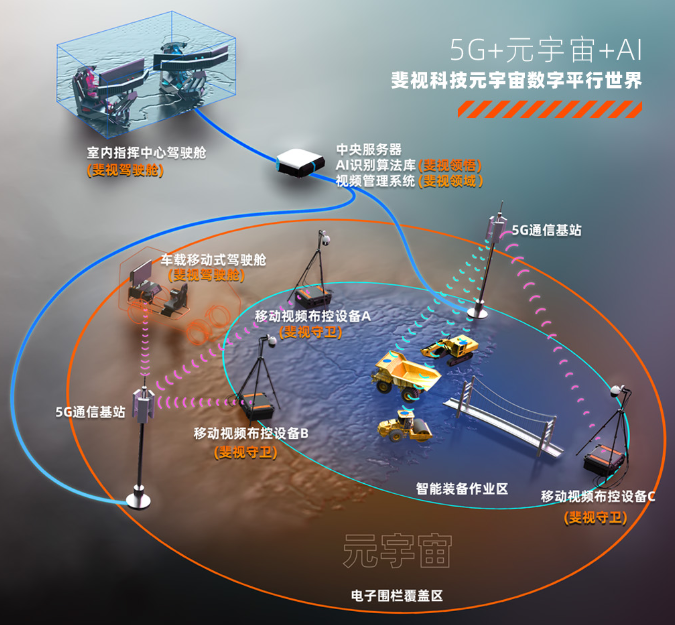 5G+元宇宙+AI
斐视科技元宇宙数字平行世界
室内指挥中心驾驶舱
(斐视驾驶舱)
中央服务器
AI识别算法库(斐视领悟)
视频管理系统(斐视领域)
5G通信基站
车载移动式驾驶舱
(斐视驾驶舱)
移动视频布控设备A
(斐视守卫)
5G通信基站
移动视频布控设备B
(斐视守卫)
智能装备作业区
移动视频布控设备C
(斐视守卫)
元宇宙
电子围栏覆盖区